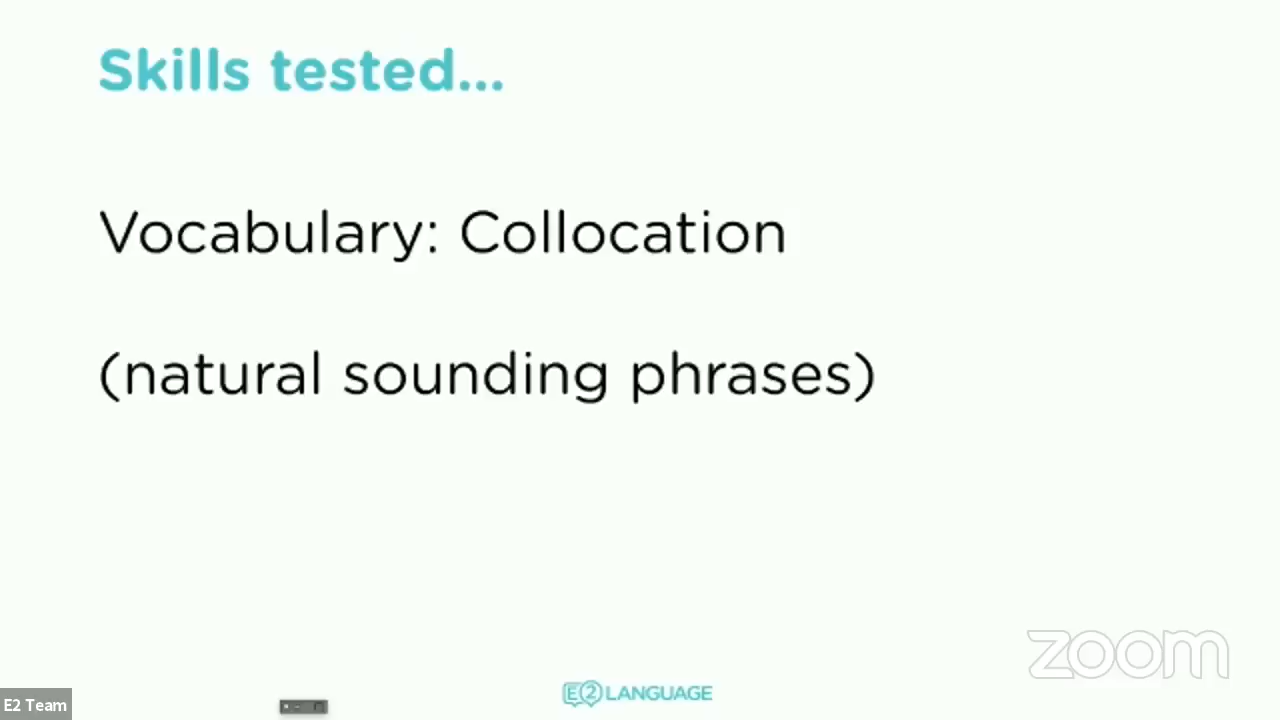 Skills tested...
Vocabulary: Collocation
(natural sounding phrases)
zoom
E2 LANGUAGE
E2 Team